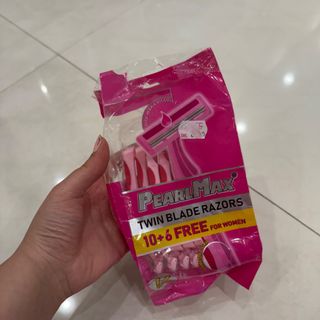 PEARLMAX
TWIN BLADE RAZORS
10+6 FREE FOR WOMEN